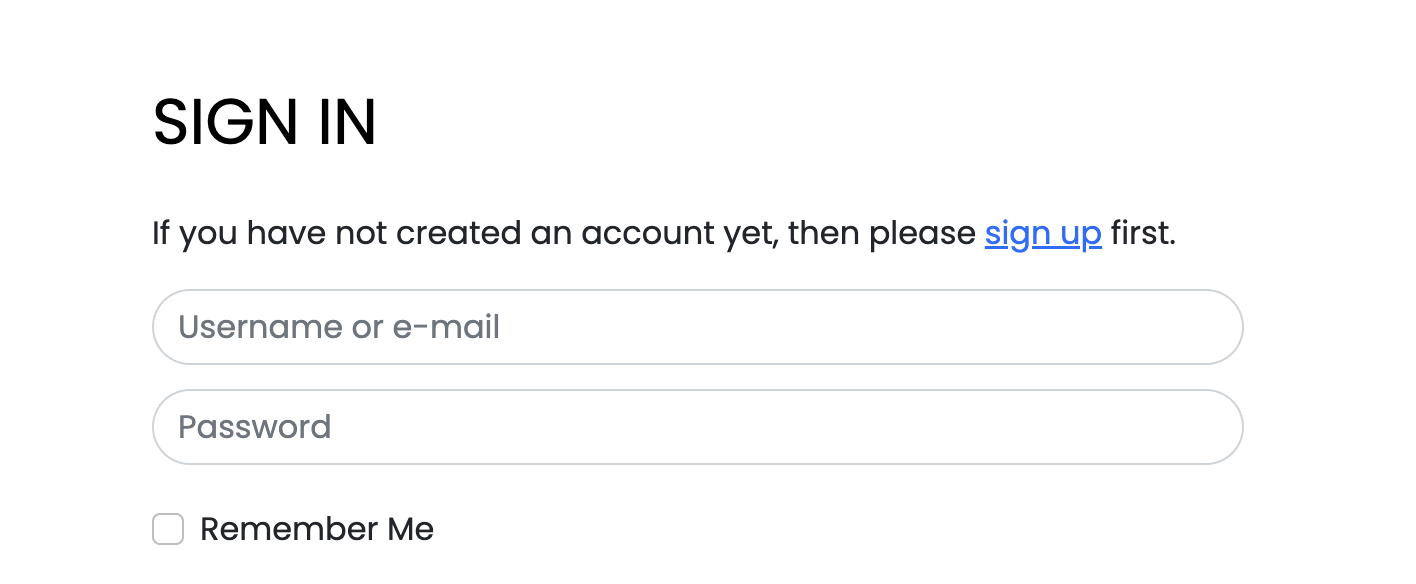 SIGN IN
If you have not created an account yet, then please sign up first.
Username or e-mail
Password
Remember Me